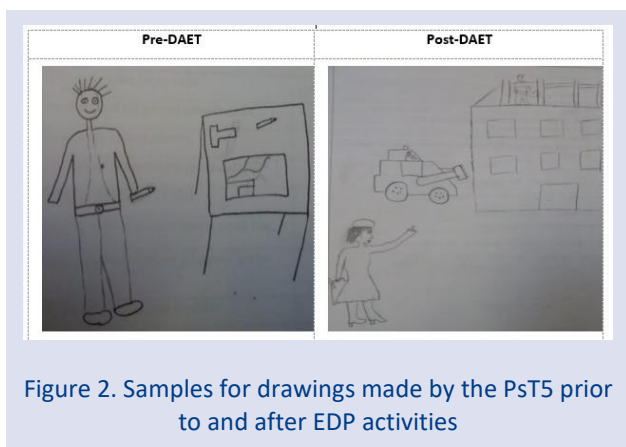 Pre-DAET
Post-DAET
Figure 2. Samples for drawings made by the PsT5 prior
to and after EDP activities